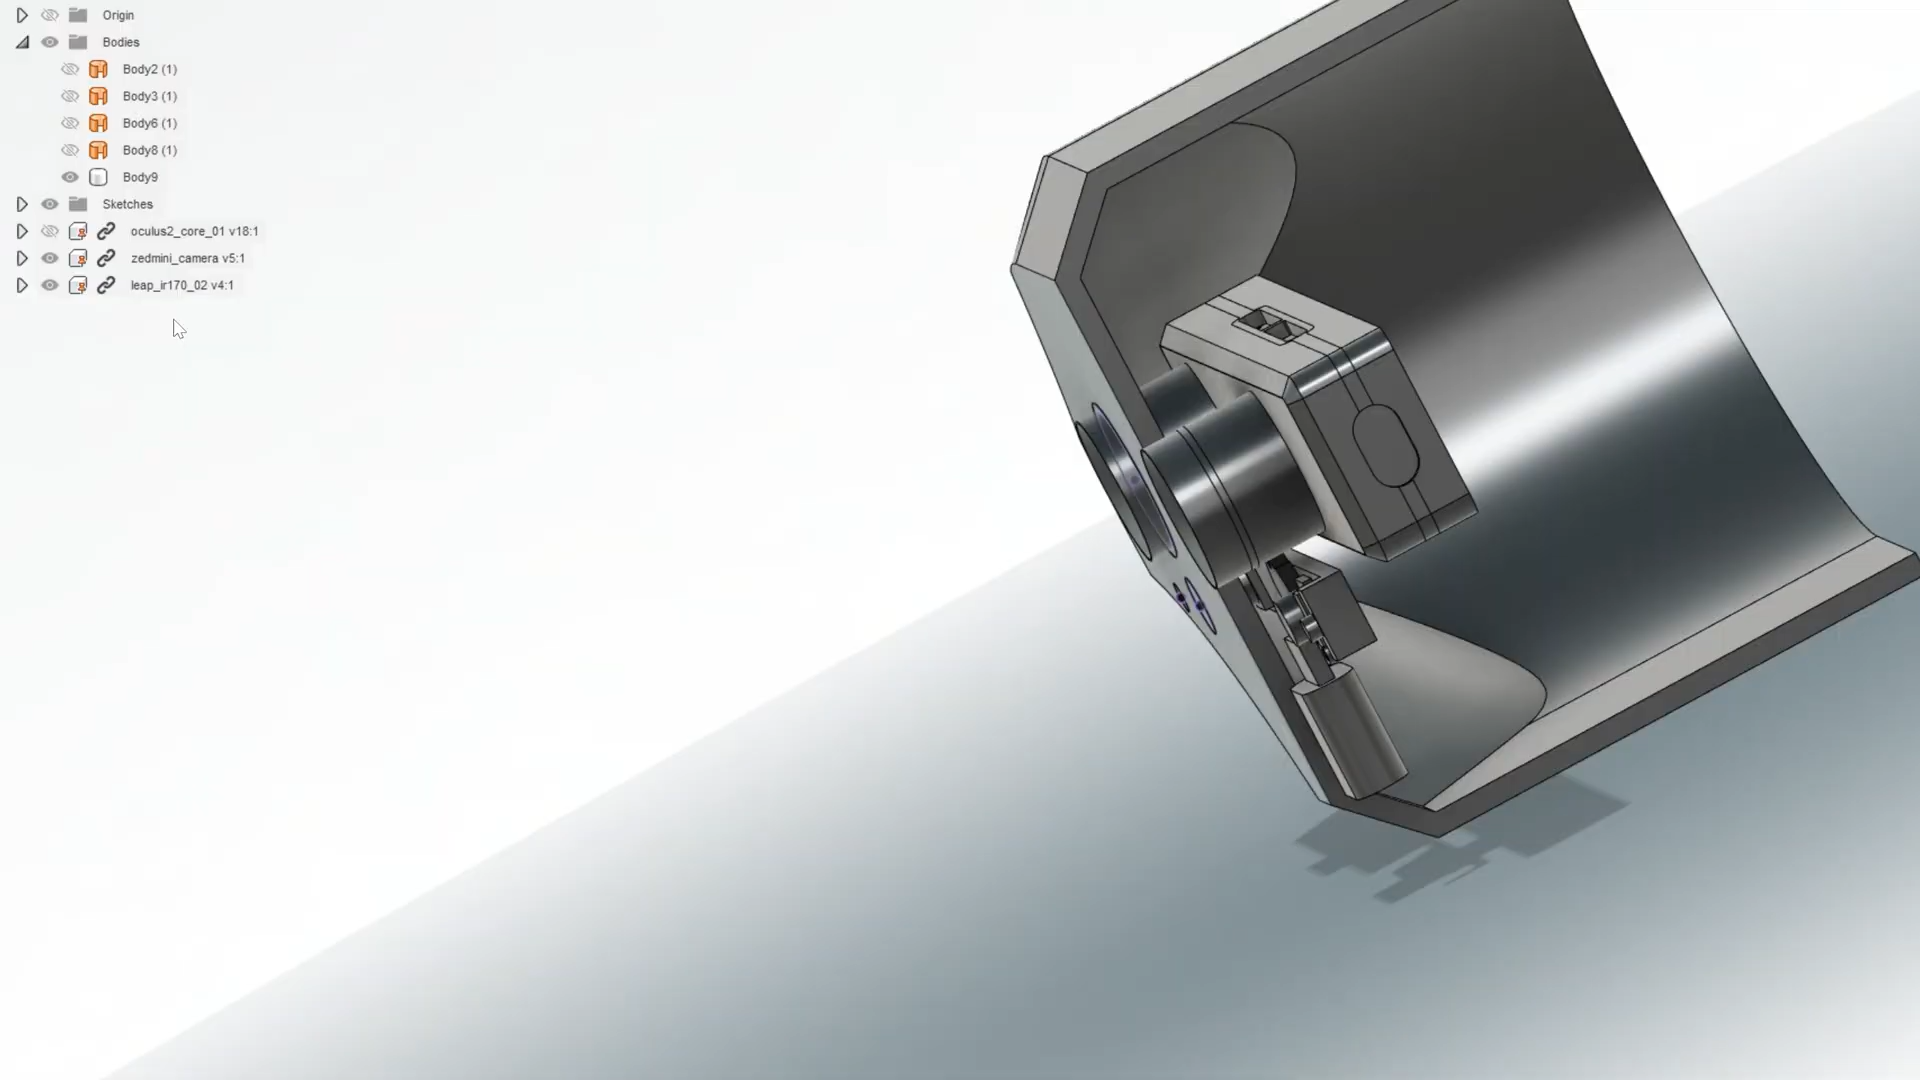 Origin
Bodies
Body2 (1)
Body3 (1)
Body6 (1)
Body8 (1)
Body9
Sketches
oculus2_core_01 v18:1
zedmini_camera v5:1
leap_ir170_02 v4:1